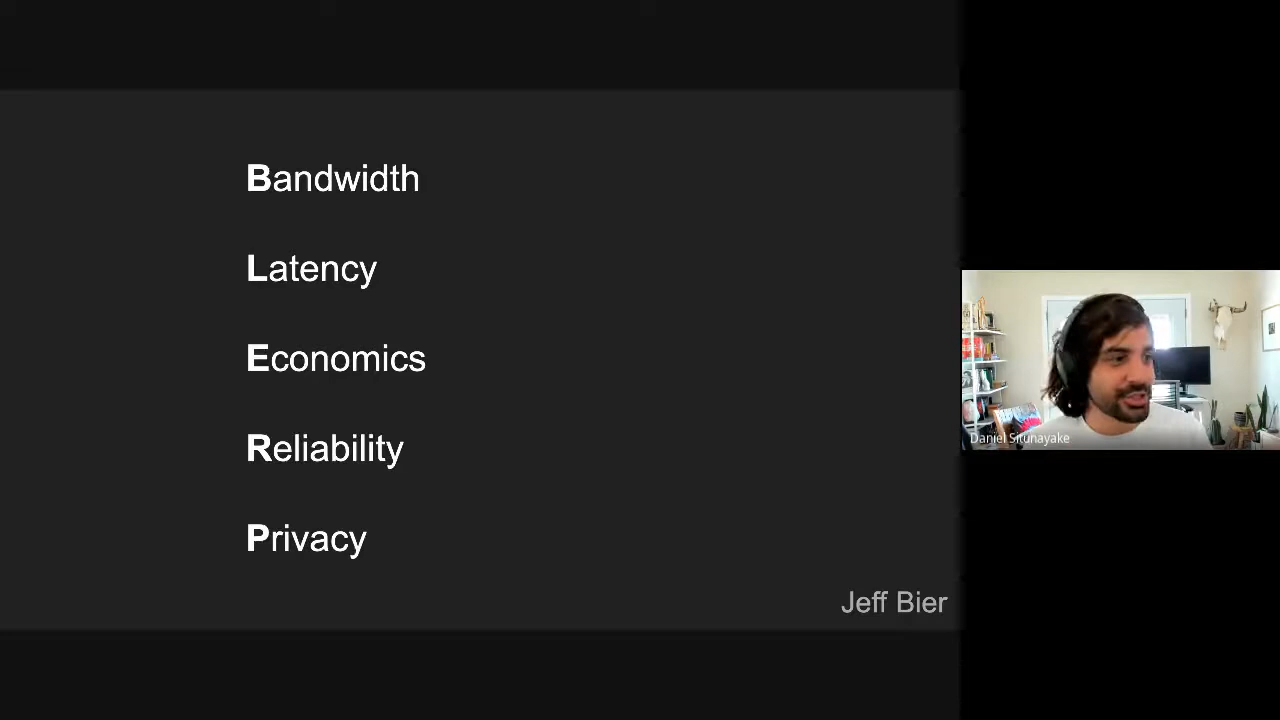 Bandwidth
Latency
Economics
Reliability
Privacy
Jeff Bier
Daniel Situnayake